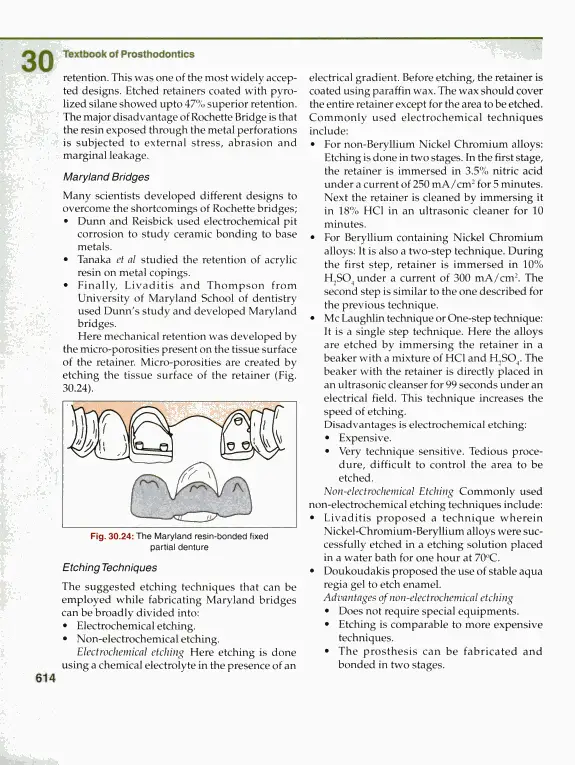 30
Textbook of Prosthodontics
retention. This was one of the most widely accep-
ted designs. Etched retainers coated with pyro-
lized silane showed upto 47% superior retention.
The major disadvantage of Rochette Bridge is that
the resin exposed through the metal perforations
is subjected to external stress, abrasion and
marginal leakage.
Maryland Bridges
Many scientists developed different designs to
overcome the shortcomings of Rochette bridges;
• Dunn and Reisbick used electrochemical pit
corrosion to study ceramic bonding to base
metals.
• Tanaka et al studied the retention of acrylic
resin on metal copings.
• Finally, Livaditis and Thompson from
University of Maryland School of dentistry
used Dunn's study and developed Maryland
bridges.
Here mechanical retention was developed by
the micro-porosities present on the tissue surface
of the retainer. Micro-porosities are created by
etching the tissue surface of the retainer (Fig.
30.24).
Fig. 30.24: The Maryland resin-bonded fixed
partial denture
Etching Techniques
The suggested etching techniques that can be
employed while fabricating Maryland bridges
can be broadly divided into:
• Electrochemical etching.
• Non-electrochemical etching.
Electrochemical etching Here etching is done
using a chemical electrolyte in the presence of an
614
electrical gradient. Before etching, the retainer is
coated using paraffin wax. The wax should cover
the entire retainer except for the area to be etched.
Commonly used electrochemical techniques
include:
• For non-Beryllium Nickel Chromium alloys:
Etching is done in two stages. In the first stage,
the retainer is immersed in 3.5% nitric acid
under a current of 250 mA/cm² for 5 minutes.
Next the retainer is cleaned by immersing it
in 18% HCl in an ultrasonic cleaner for 10
minutes.
• For Beryllium containing Nickel Chromium
alloys: It is also a two-step technique. During
the first step, retainer is immersed in 10%
H₂SO₄ under a current of 300 mA/cm². The
second step is similar to the one described for
the previous technique.
• Mc Laughlin technique or One-step technique:
It is a single step technique. Here the alloys
are etched by immersing the retainer in a
beaker with a mixture of HCl and H₂SO₄. The
beaker with the retainer is directly placed in
an ultrasonic cleanser for 99 seconds under an
electrical field. This technique increases the
speed of etching.
Disadvantages is electrochemical etching:
• Expensive.
• Very technique sensitive. Tedious proce-
dure, difficult to control the area to be
etched.
Non-electrochemical Etching Commonly used
non-electrochemical etching techniques include:
• Livaditis proposed a technique wherein
Nickel-Chromium-Beryllium alloys were suc-
cessfully etched in a etching solution placed
in a water bath for one hour at 70°C.
• Doukoudakis proposed the use of stable aqua
regia gel to etch enamel.
Advantages of non-electrochemical etching
• Does not require special equipments.
• Etching is comparable to more expensive
techniques.
• The prosthesis can be fabricated and
bonded in two stages.